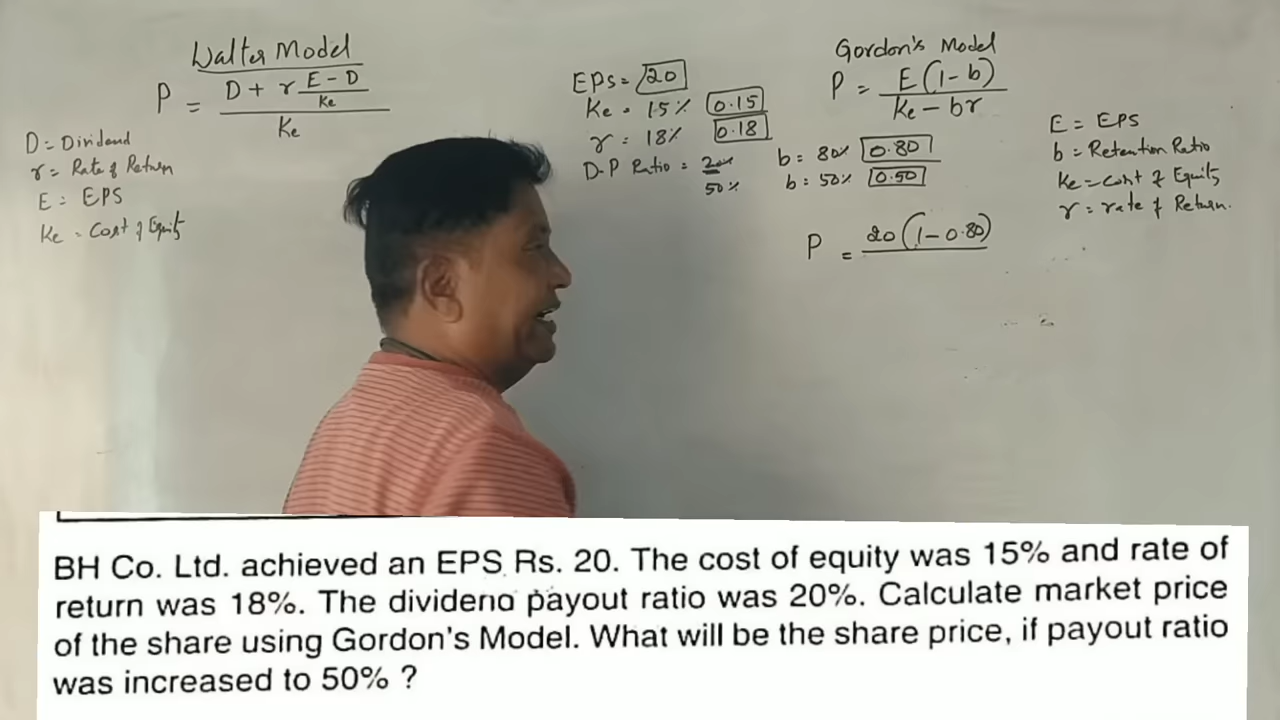 Walter Model
P = D + r E - D
Ke
Ke
D = Dividend
r = Rate of Return
E = EPS
Ke = Cost of Equity
EPS = 20
Ke = 15% 0.15
r = 18% 0.18
D-P Ratio = 20%
50%
b = 80% 0.80
b = 50% 0.50
Gordon's Model
P = E (1 - b)
Ke - br
E = EPS
b = Retention Ratio
Ke = Cost of Equity
r = rate of Return.
P = 20 (1 - 0.80)
BH Co. Ltd. achieved an EPS Rs. 20. The cost of equity was 15% and rate of
return was 18%. The dividend payout ratio was 20%. Calculate market price
of the share using Gordon's Model. What will be the share price, if payout ratio
was increased to 50% ?